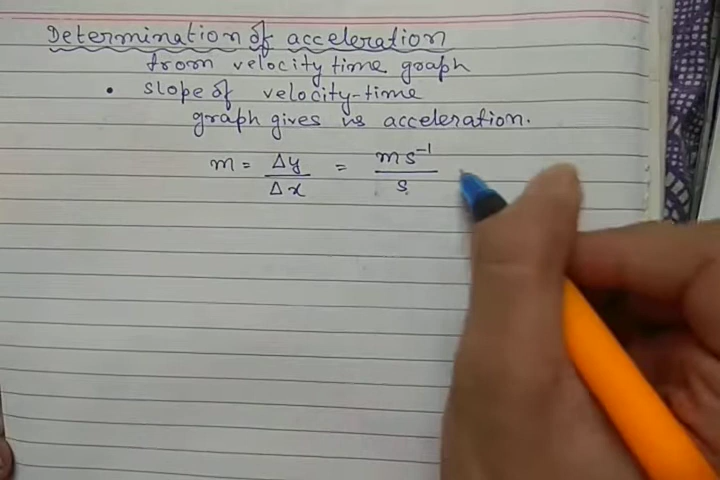 Determination of acceleration
from velocity time graph
• slope of velocity-time
graph gives us acceleration.
m = Δy/Δx = ms⁻¹/s